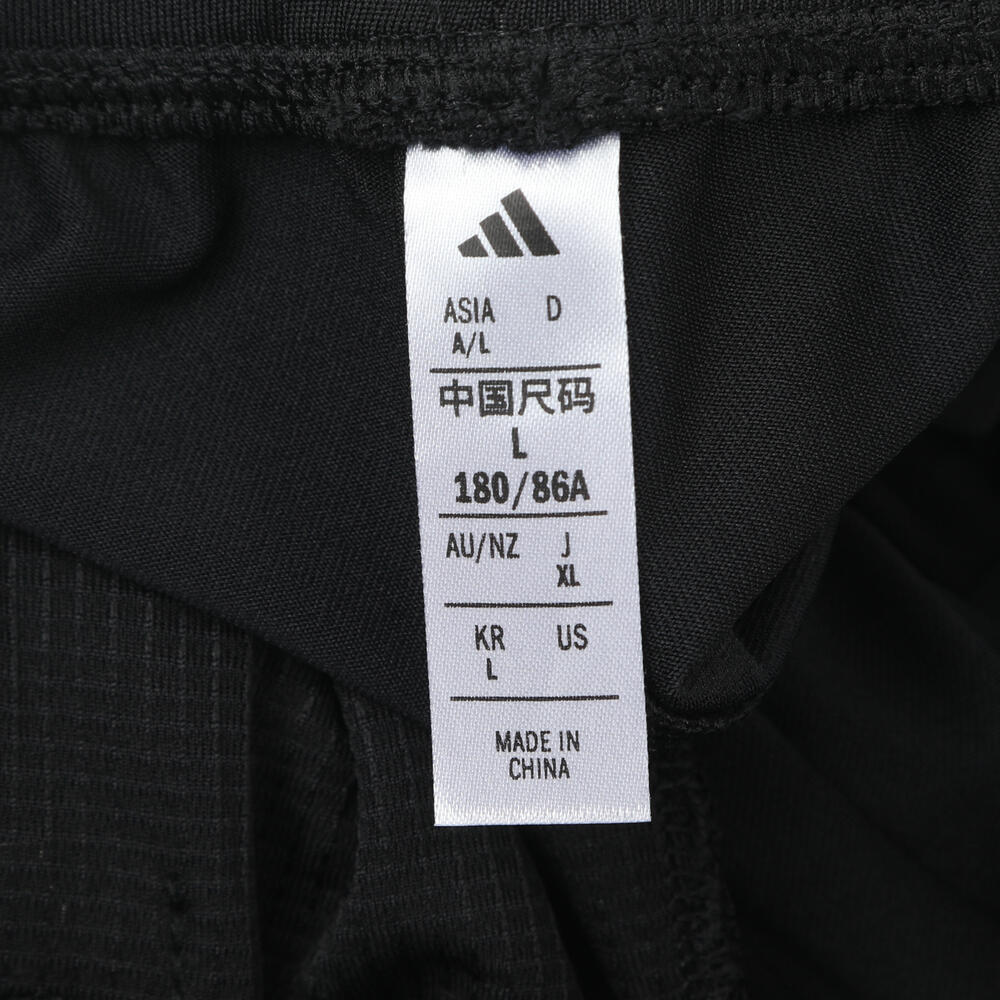 ASIA D
A/L
中国尺码
L
180/86A
AU/NZ J
XL
KR US
L
MADE IN
CHINA